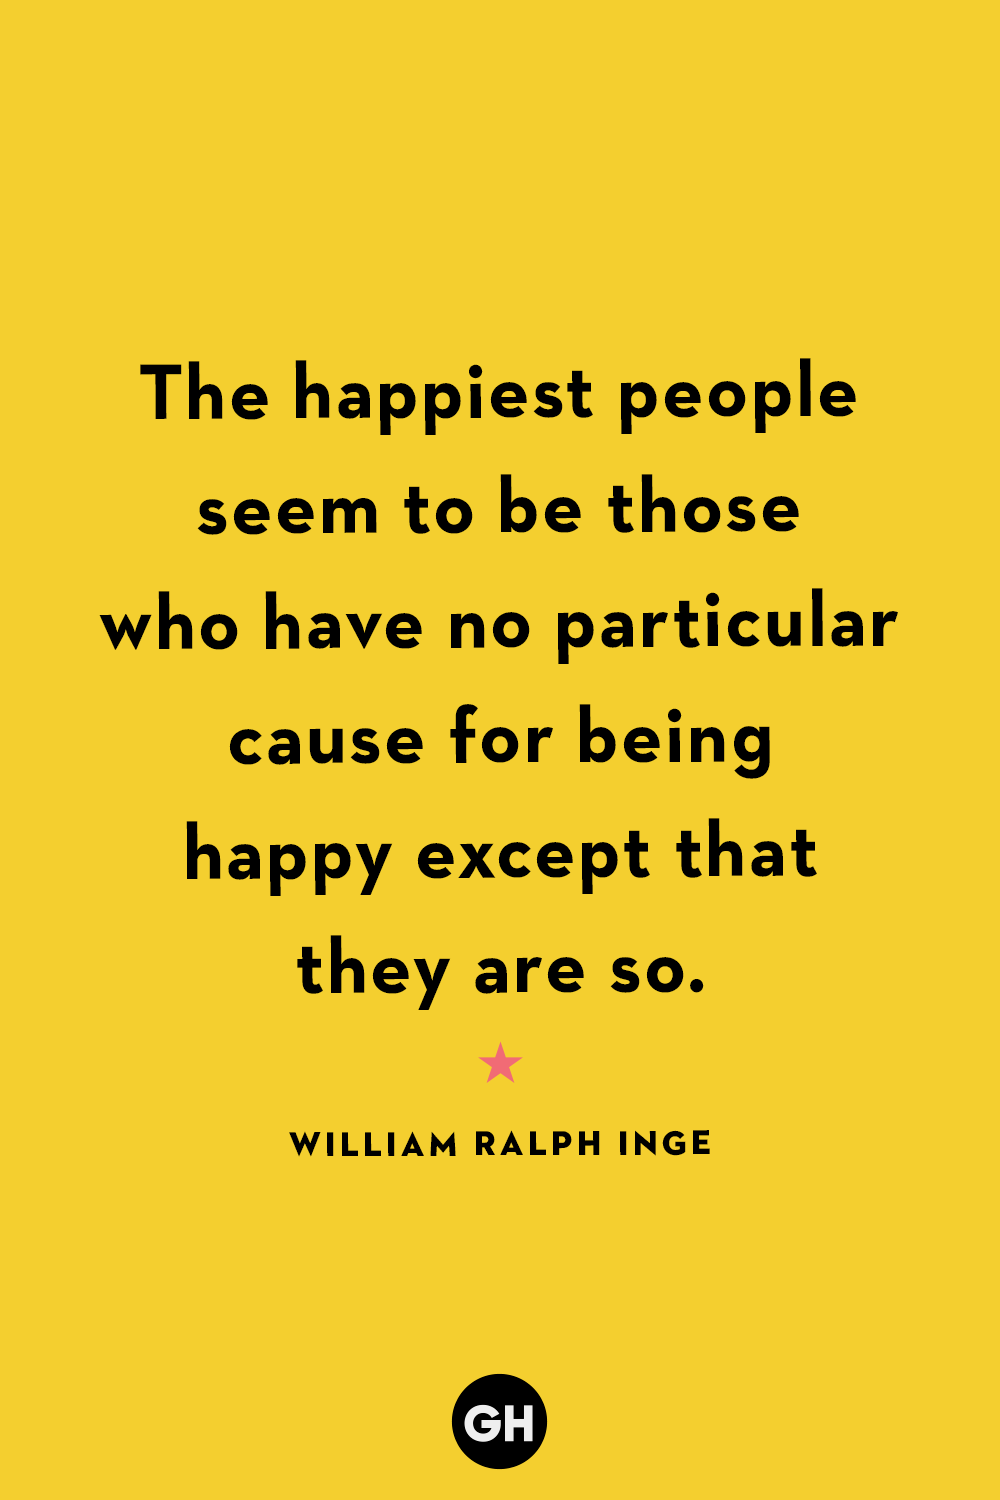 The happiest people
seem to be those
who have no particular
cause for being
happy except that
they are so.
WILLIAM RALPH INGE
GH